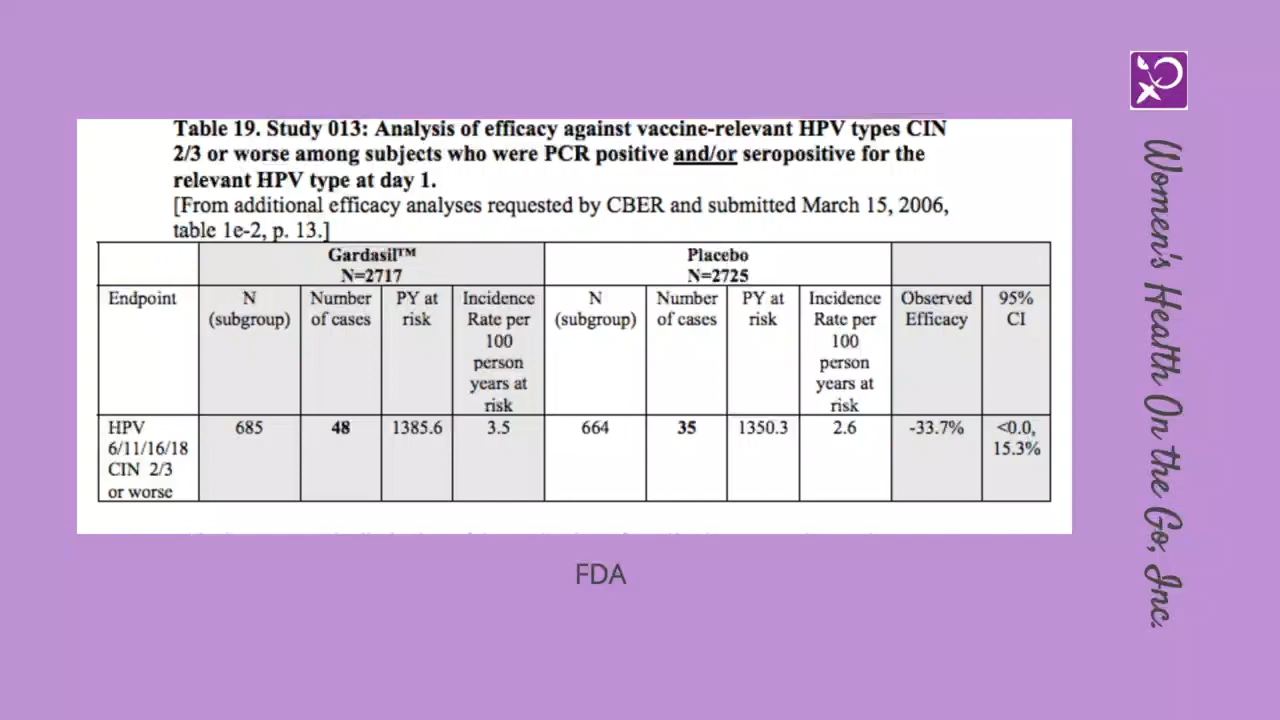 Table 19. Study 013: Analysis of efficacy against vaccine-relevant HPV types CIN
2/3 or worse among subjects who were PCR positive and/or seropositive for the
relevant HPV type at day 1.
[From additional efficacy analyses requested by CBER and submitted March 15, 2006,
table 1e-2, p. 13.]
Gardasil™
N=2717
Placebo
N=2725
Endpoint
N
(subgroup)
Number
of cases
PY at
risk
Incidence
Rate per
100
person
years at
risk
N
(subgroup)
Number
of cases
PY at
risk
Incidence
Rate per
100
person
years at
risk
Observed
Efficacy
95%
CI
HPV
6/11/16/18
CIN 2/3
or worse
685
48
1385.6
3.5
664
35
1350.3
2.6
-33.7%
<0.0,
15.3%
FDA
Women's Health On the Go, Inc.